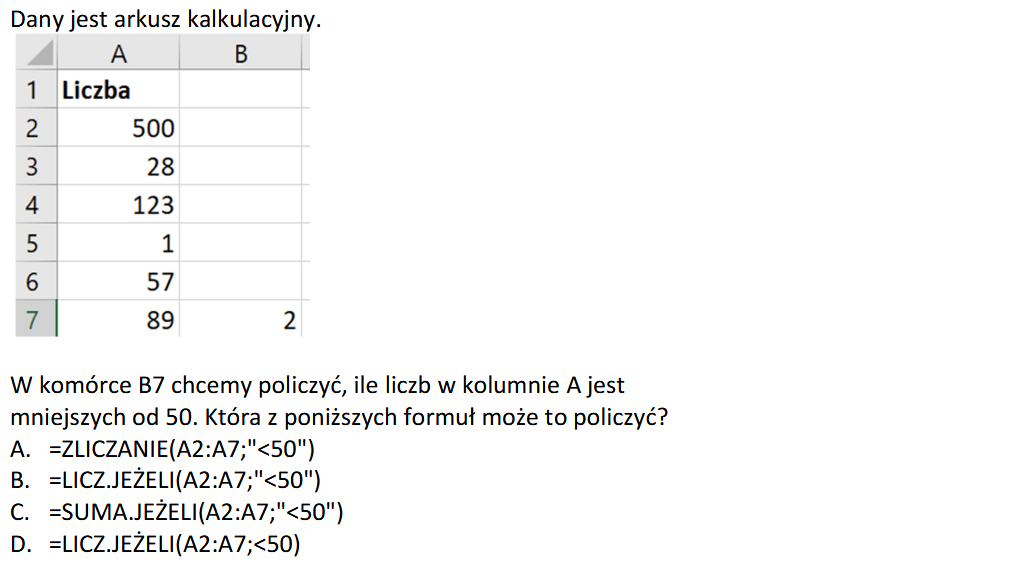 Dany jest arkusz kalkulacyjny.
A B
1 Liczba
2 500
3 28
4 123
5 1
6 57
7 89 2
W komórce B7 chcemy policzyć, ile liczb w kolumnie A jest
mniejszych od 50. Która z poniższych formuł może to policzyć?
A. =ZLICZANIE(A2:A7;"<50")
B. =LICZ.JEŻELI(A2:A7;"<50")
C. =SUMA.JEŻELI(A2:A7;"<50")
D. =LICZ.JEŻELI(A2:A7;<50)